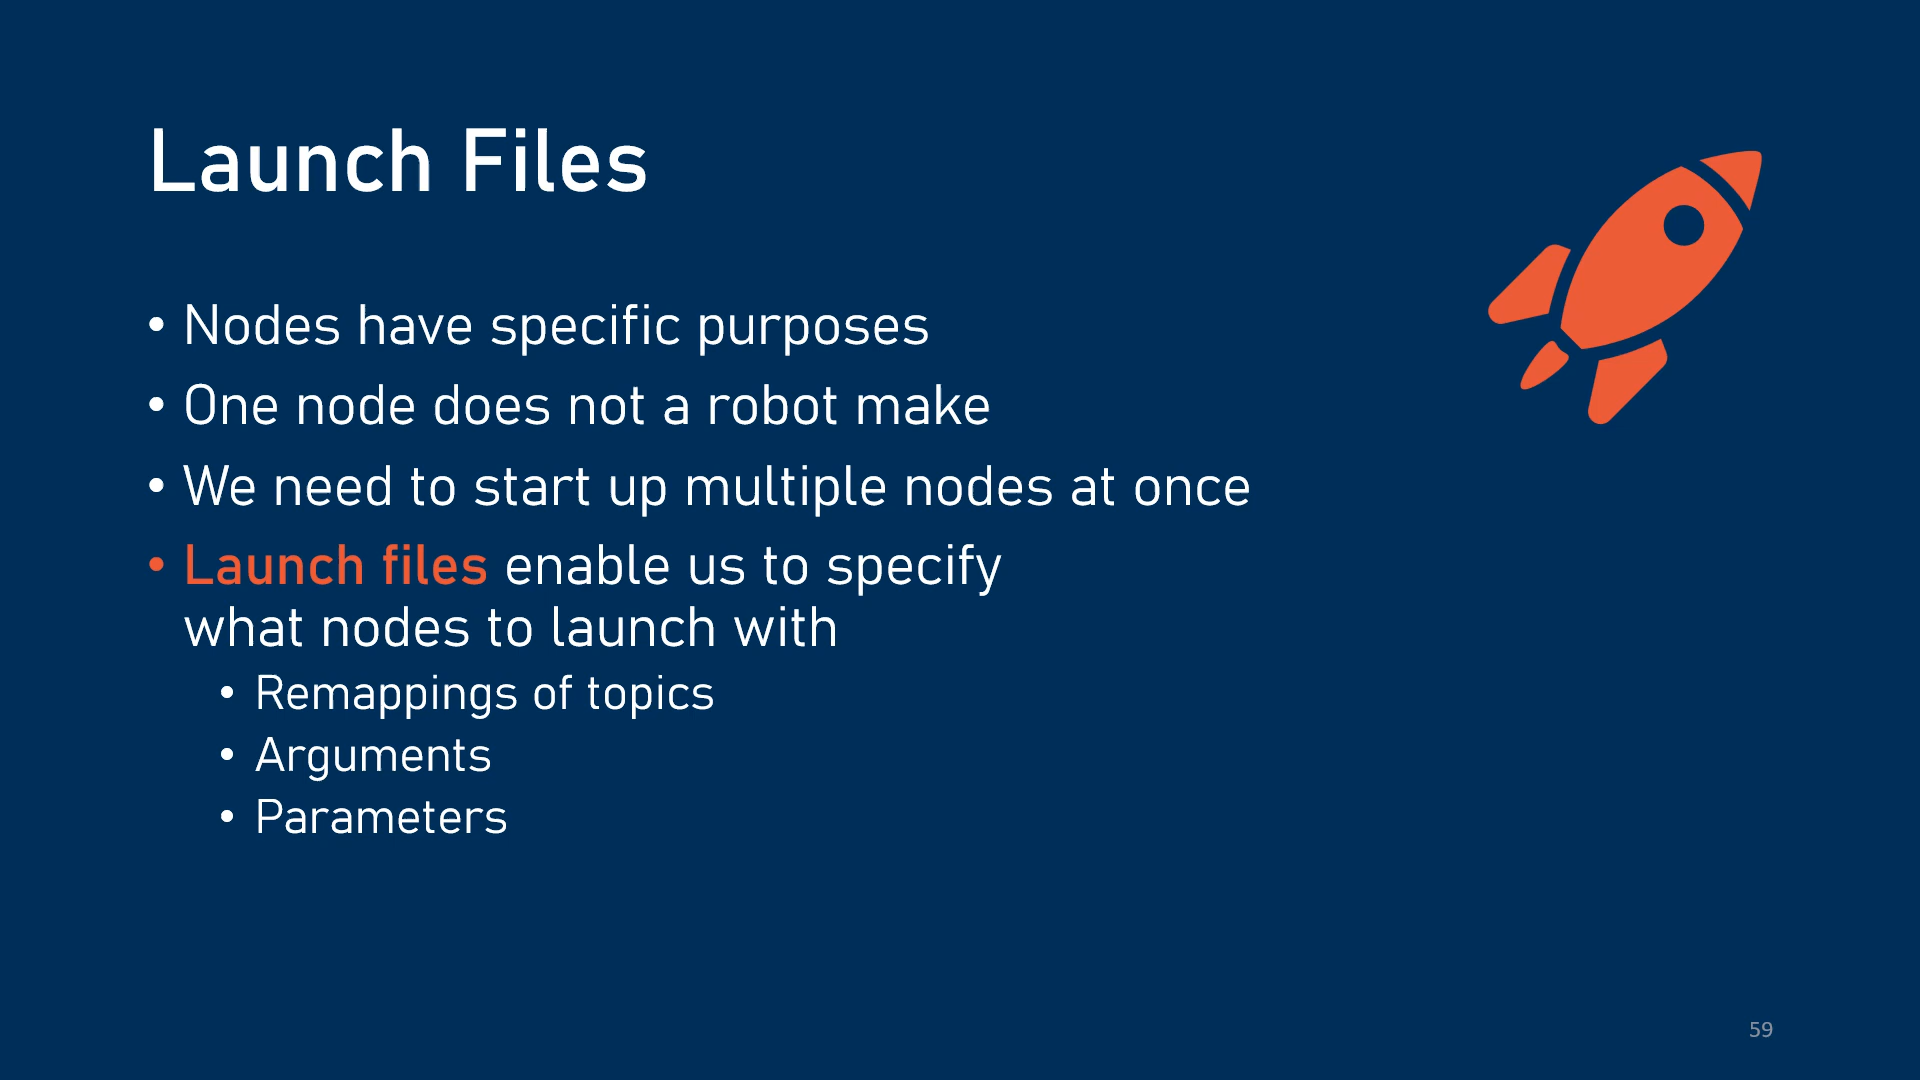 Launch Files
• Nodes have specific purposes
• One node does not a robot make
• We need to start up multiple nodes at once
• Launch files enable us to specify
what nodes to launch with
• Remappings of topics
• Arguments
• Parameters
59